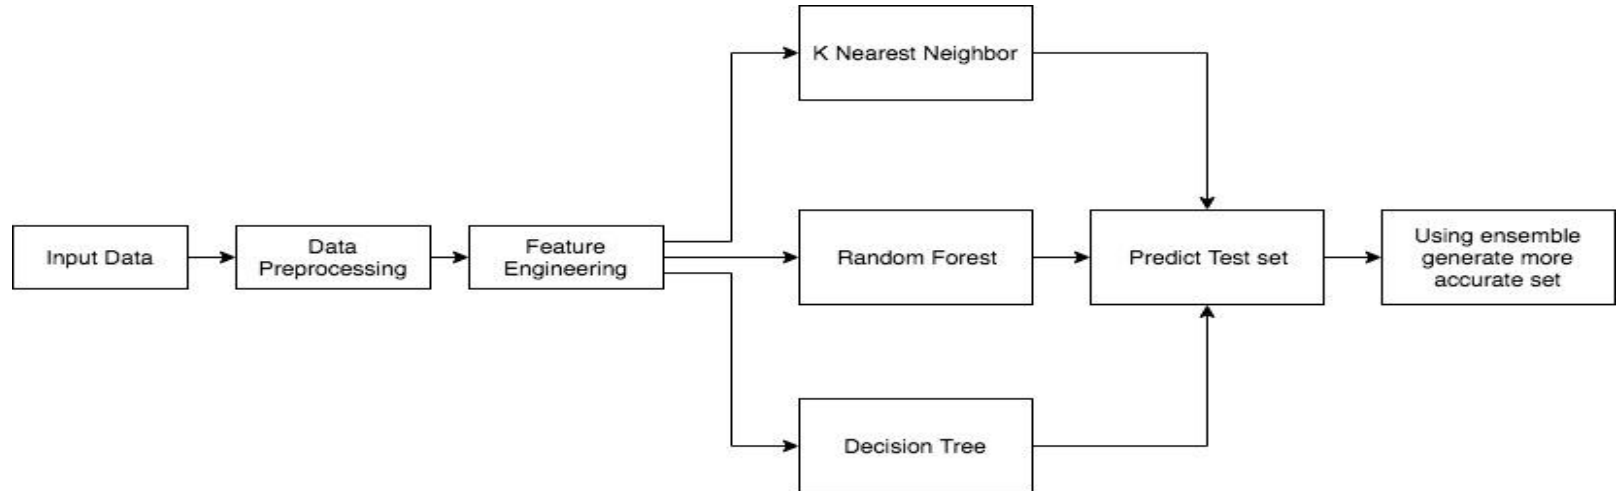 Input Data
Data
Preprocessing
Feature
Engineering
K Nearest Neighbor
Random Forest
Decision Tree
Predict Test set
Using ensemble
generate more
accurate set